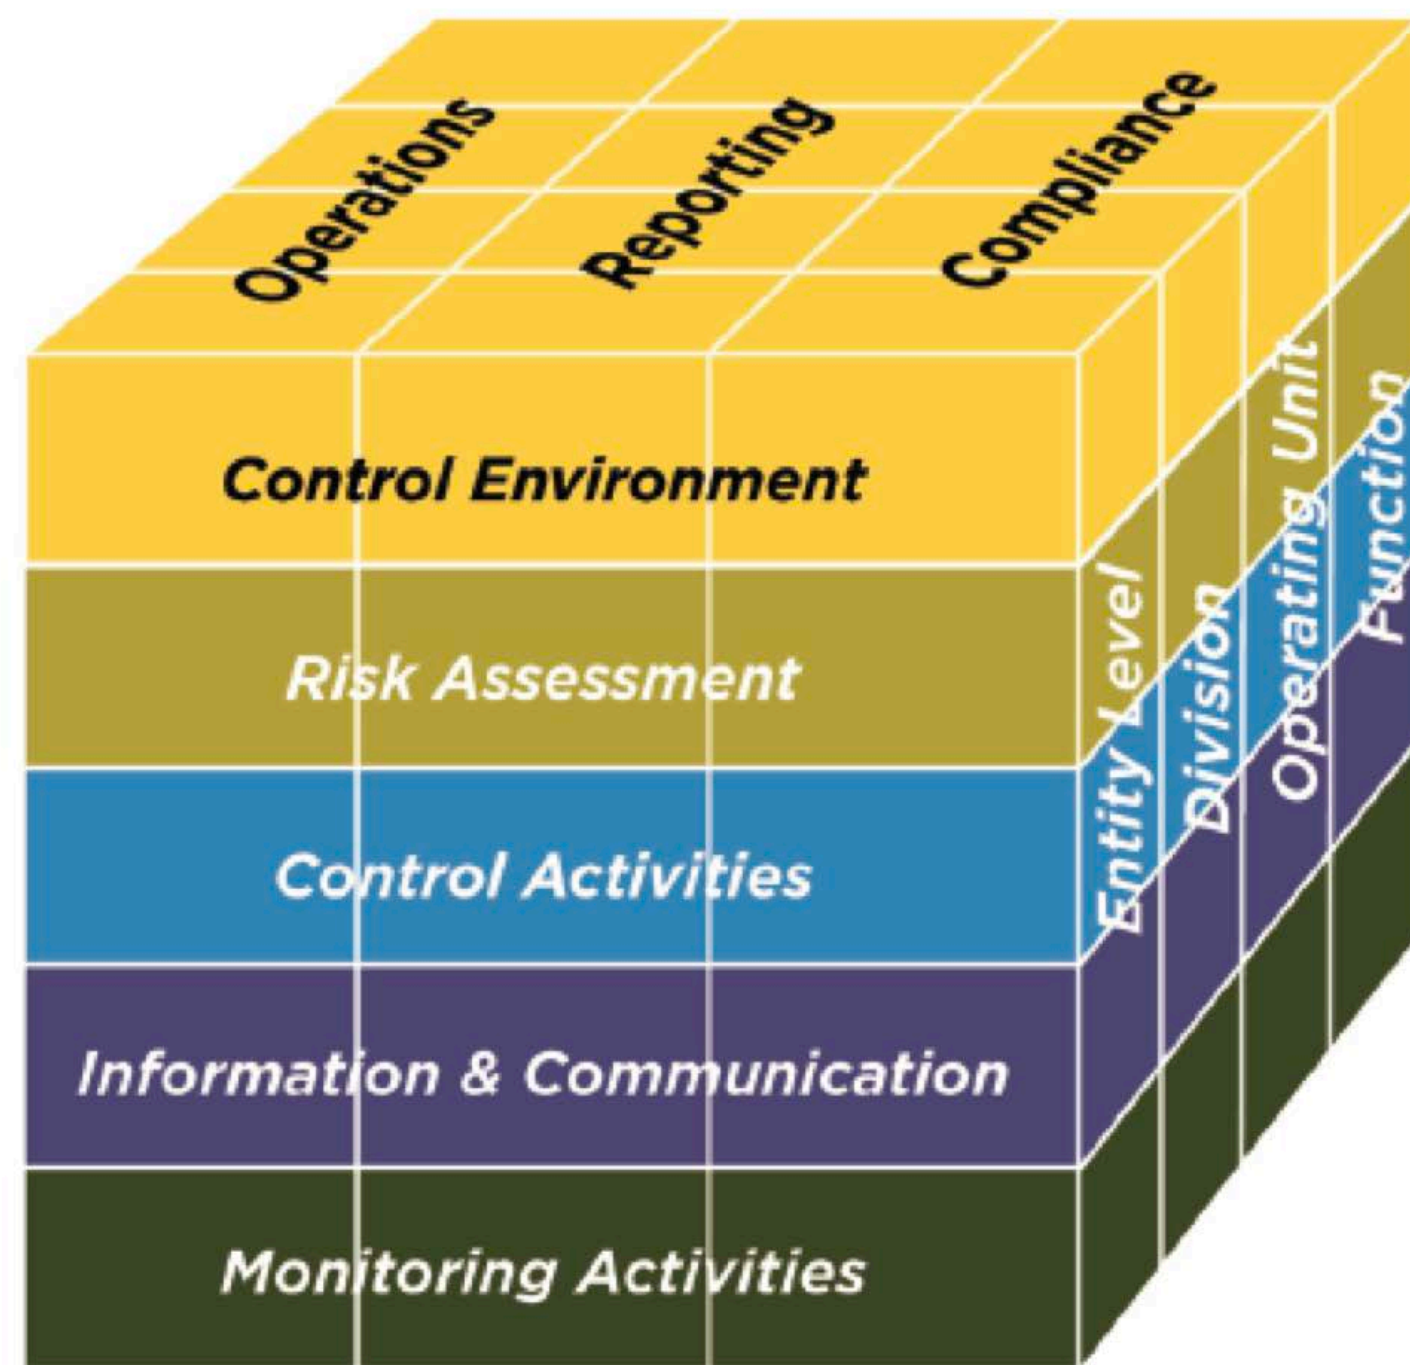 Operations
Reporting
Compliance
Control Environment
Risk Assessment
Control Activities
Information & Communication
Monitoring Activities
Entity Level
Division
Operating Unit
Function